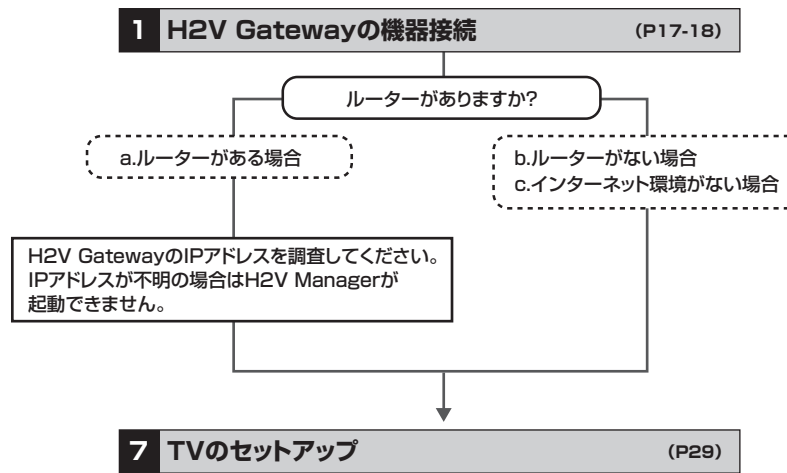 1 H2V Gatewayの機器接続 (P17-18)
ルーターがありますか?
a.ルーターがある場合
b.ルーターがない場合
c.インターネット環境がない場合
H2V GatewayのIPアドレスを調査してください。
IPアドレスが不明の場合はH2V Managerが
起動できません。
7 TVのセットアップ (P29)